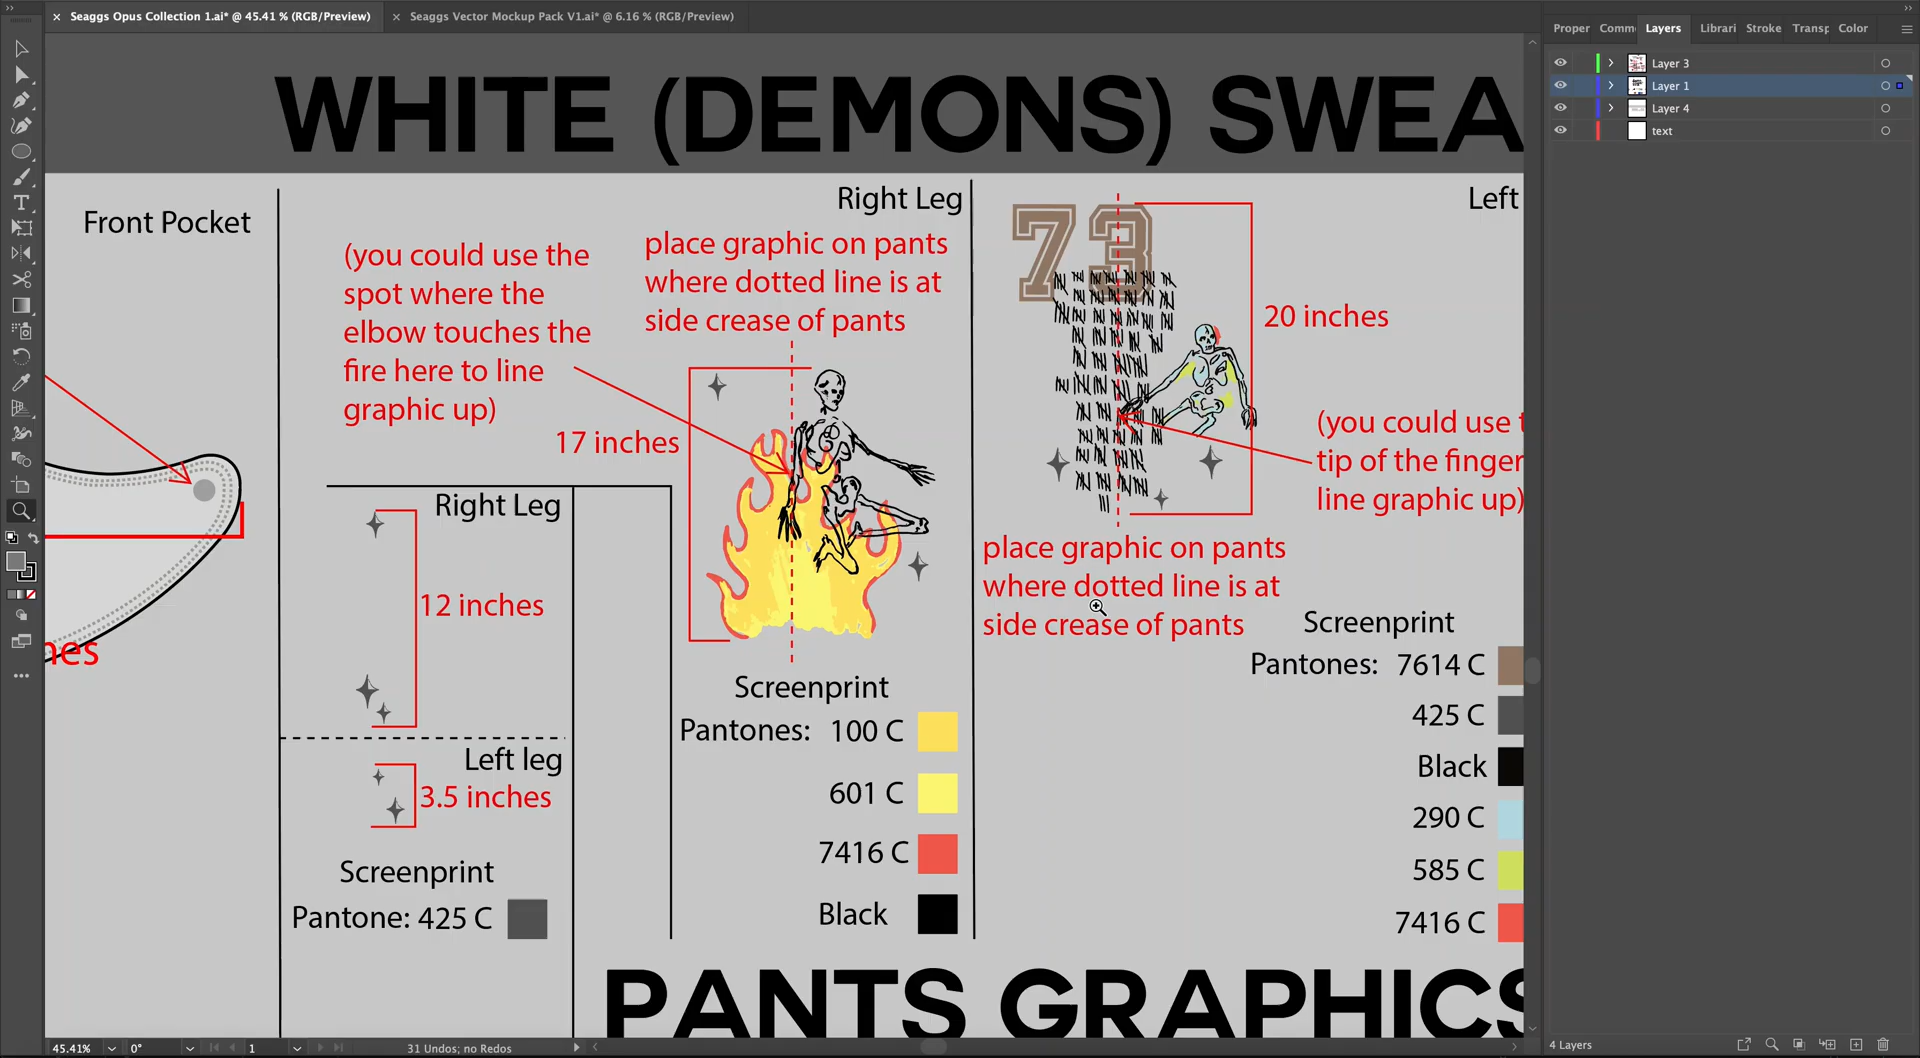 Seaggs Opus Collection 1.ai* @ 45.41 % (RGB/Preview)
Seaggs Vector Mockup Pack V1.ai* @ 6.16 % (RGB/Preview)
Proper
Comm
Layers
Librari
Stroke
Transp
Color
Layer 3
Layer 1
Layer 4
text
WHITE (DEMONS) SWEA
Front Pocket
nes
(you could use the
spot where the
elbow touches the
fire here to line
graphic up)
Right Leg
place graphic on pants
where dotted line is at
side crease of pants
17 inches
Right Leg
12 inches
Left leg
3.5 inches
Screenprint
Pantone: 425 C
Screenprint
Pantones: 100 C
601 C
7416 C
Black
Left
73
20 inches
(you could use t
tip of the finger
line graphic up)
place graphic on pants
where dotted line is at
side crease of pants
Screenprint
Pantones: 7614 C
425 C
Black
290 C
585 C
7416 C
PANTS GRAPHICS
45.41%
0°
1
31 Undos; no Redos
4 Layers